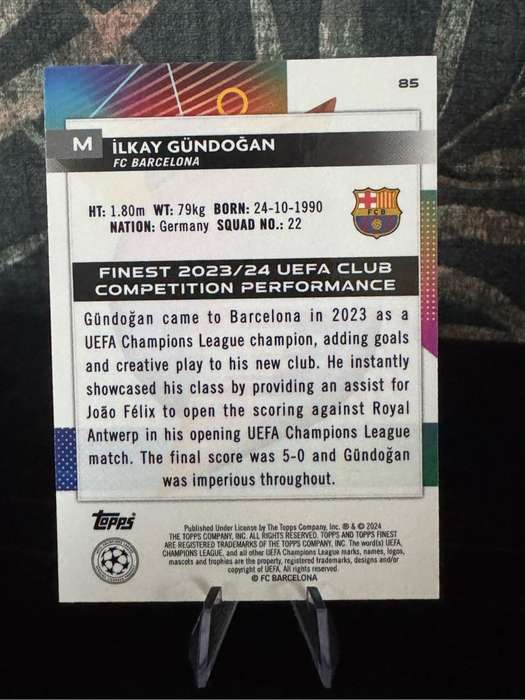 85
M İLKAY GÜNDOĞAN
FC BARCELONA
HT: 1.80m WT: 79kg BORN: 24-10-1990
NATION: Germany SQUAD NO.: 22
FCB
FINEST 2023/24 UEFA CLUB
COMPETITION PERFORMANCE
Gündoğan came to Barcelona in 2023 as a
UEFA Champions League champion, adding goals
and creative play to his new club. He instantly
showcased his class by providing an assist for
João Félix to open the scoring against Royal
Antwerp in his opening UEFA Champions League
match. The final score was 5-0 and Gündoğan
was imperious throughout.
Topps
Published Under License by The Topps Company, Inc. ® & © 2024
THE TOPPS COMPANY, INC. ALL RIGHTS RESERVED. TOPPS AND TOPPS FINEST
ARE REGISTERED TRADEMARKS OF THE TOPPS COMPANY, INC. The word(s) UEFA,
CHAMPIONS LEAGUE, and all other UEFA Champions League marks, names, logos,
mascots and trophies are the property, registered trademarks, designs and/or
copyright of UEFA. All rights reserved.
© FC BARCELONA